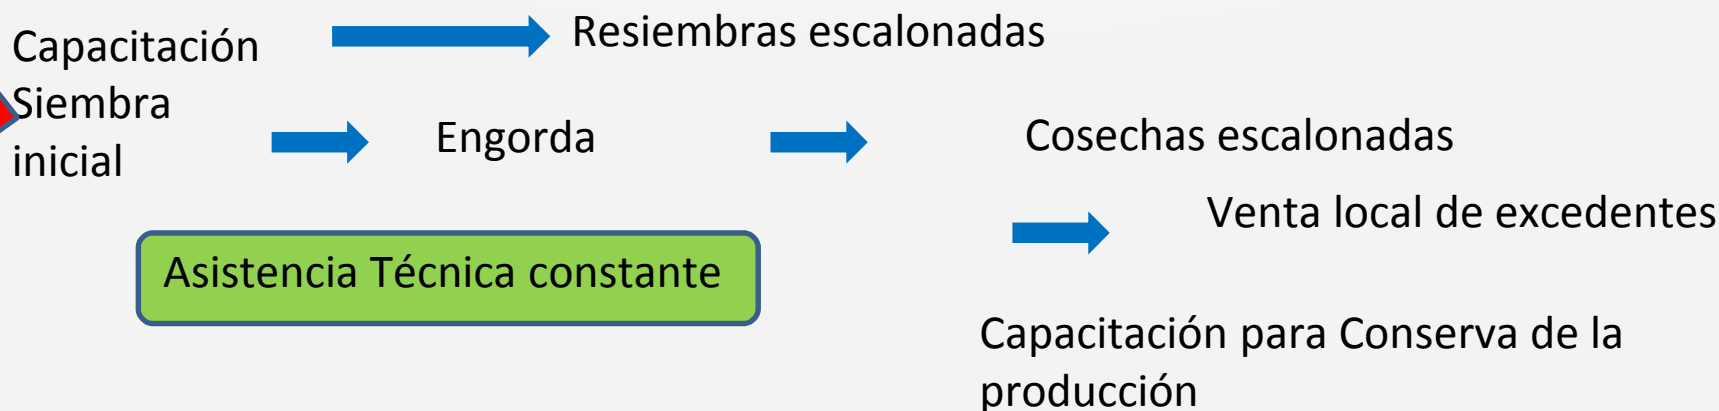 Capacitación
Siembra
inicial
Resiembras escalonadas
Engorda
Cosechas escalonadas
Venta local de excedentes
Asistencia Técnica constante
Capacitación para Conserva de la
producción